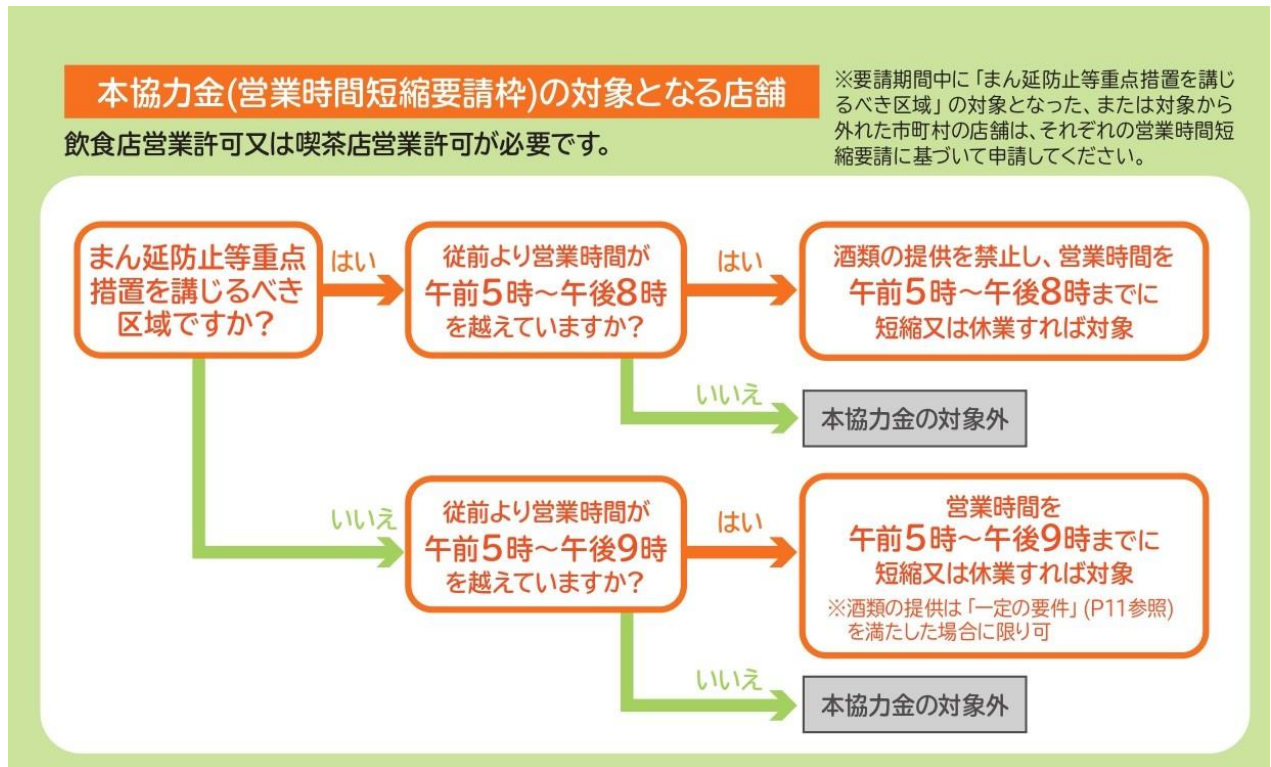 本協力金(営業時間短縮要請枠)の対象となる店舗
飲食店営業許可又は喫茶店営業許可が必要です。
※要請期間中に「まん延防止等重点措置を講じ
るべき区域」の対象となった、または対象から
外れた市町村の店舗は、それぞれの営業時間短
縮要請に基づいて申請してください。
まん延防止等重点
措置を講じるべき
区域ですか?
はい
従前より営業時間が
午前5時～午後8時
を越えていますか?
はい
酒類の提供を禁止し、営業時間を
午前5時～午後8時までに
短縮又は休業すれば対象
いいえ
本協力金の対象外
いいえ
従前より営業時間が
午前5時～午後9時
を越えていますか?
はい
営業時間を
午前5時～午後9時までに
短縮又は休業すれば対象
※酒類の提供は「一定の要件」(P11参照)
を満たした場合に限り可
いいえ
本協力金の対象外